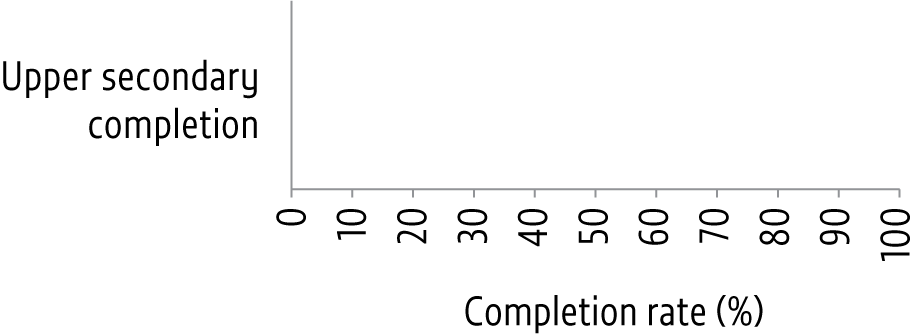 Upper secondary
completion
0 10 20 30 40 50 60 70 80 90 100
Completion rate (%)